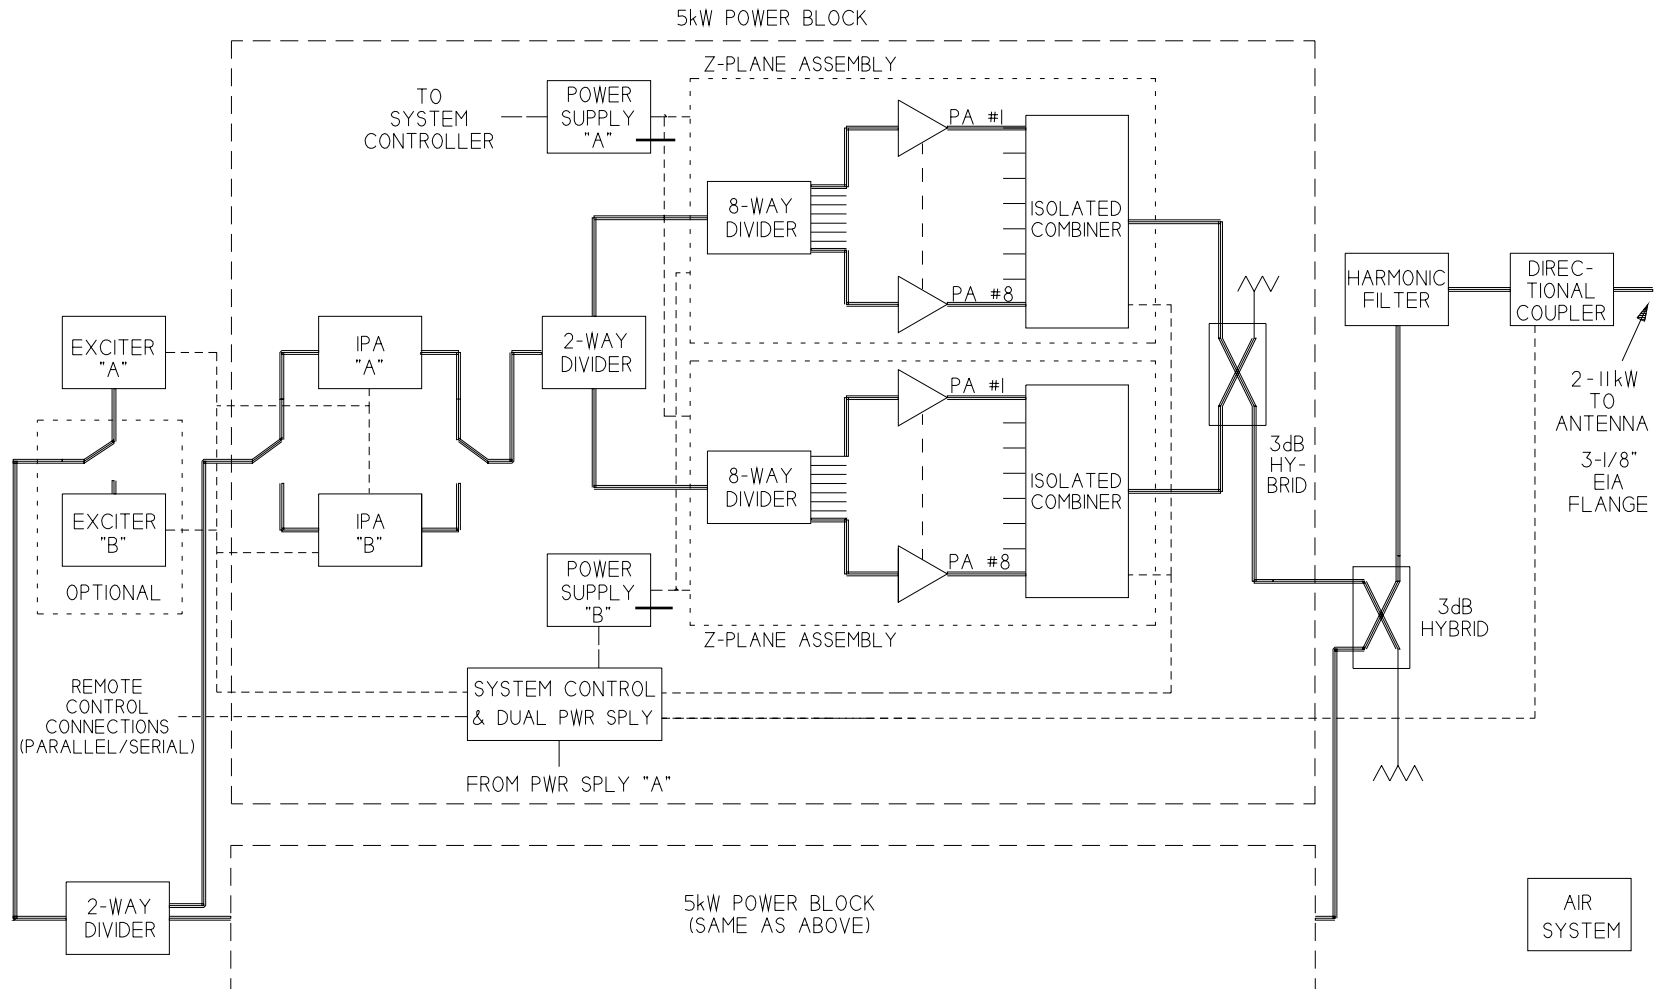 5kW POWER BLOCK
Z-PLANE ASSEMBLY
TO
SYSTEM
CONTROLLER
POWER
SUPPLY
"A"
8-WAY
DIVIDER
PA #1
PA #8
ISOLATED
COMBINER
EXCITER
"A"
EXCITER
"B"
OPTIONAL
IPA
"A"
IPA
"B"
2-WAY
DIVIDER
8-WAY
DIVIDER
PA #1
PA #8
ISOLATED
COMBINER
Z-PLANE ASSEMBLY
POWER
SUPPLY
"B"
3dB
HY-
BRID
HARMONIC
FILTER
DIREC-
TIONAL
COUPLER
2-11kW
TO
ANTENNA
3-1/8"
EIA
FLANGE
3dB
HYBRID
REMOTE
CONTROL
CONNECTIONS
(PARALLEL/SERIAL)
SYSTEM CONTROL
& DUAL PWR SPLY
FROM PWR SPLY "A"
2-WAY
DIVIDER
5kW POWER BLOCK
(SAME AS ABOVE)
AIR
SYSTEM